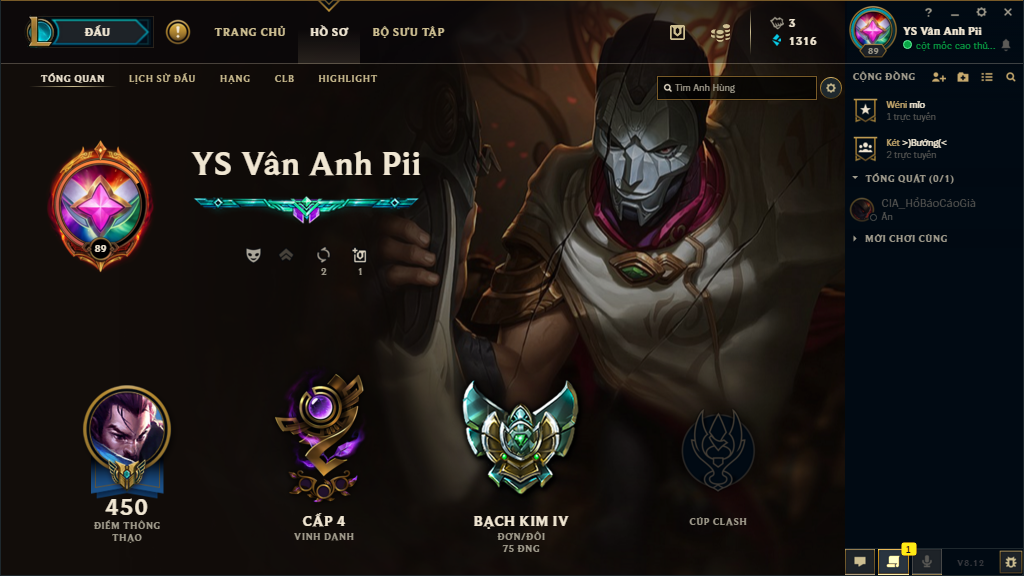 ĐẤU
TRANG CHỦ
HỒ SƠ
BỘ SƯU TẬP
3
1316
89
YS Vân Anh Pii
cột mốc cao thủ...
TỔNG QUAN
LỊCH SỬ ĐẤU
HẠNG
CLB
HIGHLIGHT
Tìm Anh Hùng
CỘNG ĐỒNG
Wéni mlo
1 trực tuyến
Két >)Bướng(<
2 trực tuyến
TỔNG QUÁT (0/1)
CIA_HổBáoCáoGià
Ẩn
MỜI CHƠI CÙNG
YS Vân Anh Pii
89
2
1
450
ĐIỂM THÔNG
THẠO
CẤP 4
VINH DANH
BẠCH KIM IV
ĐƠN/ĐÔI
75 ĐNG
CÚP CLASH
1
V8.12